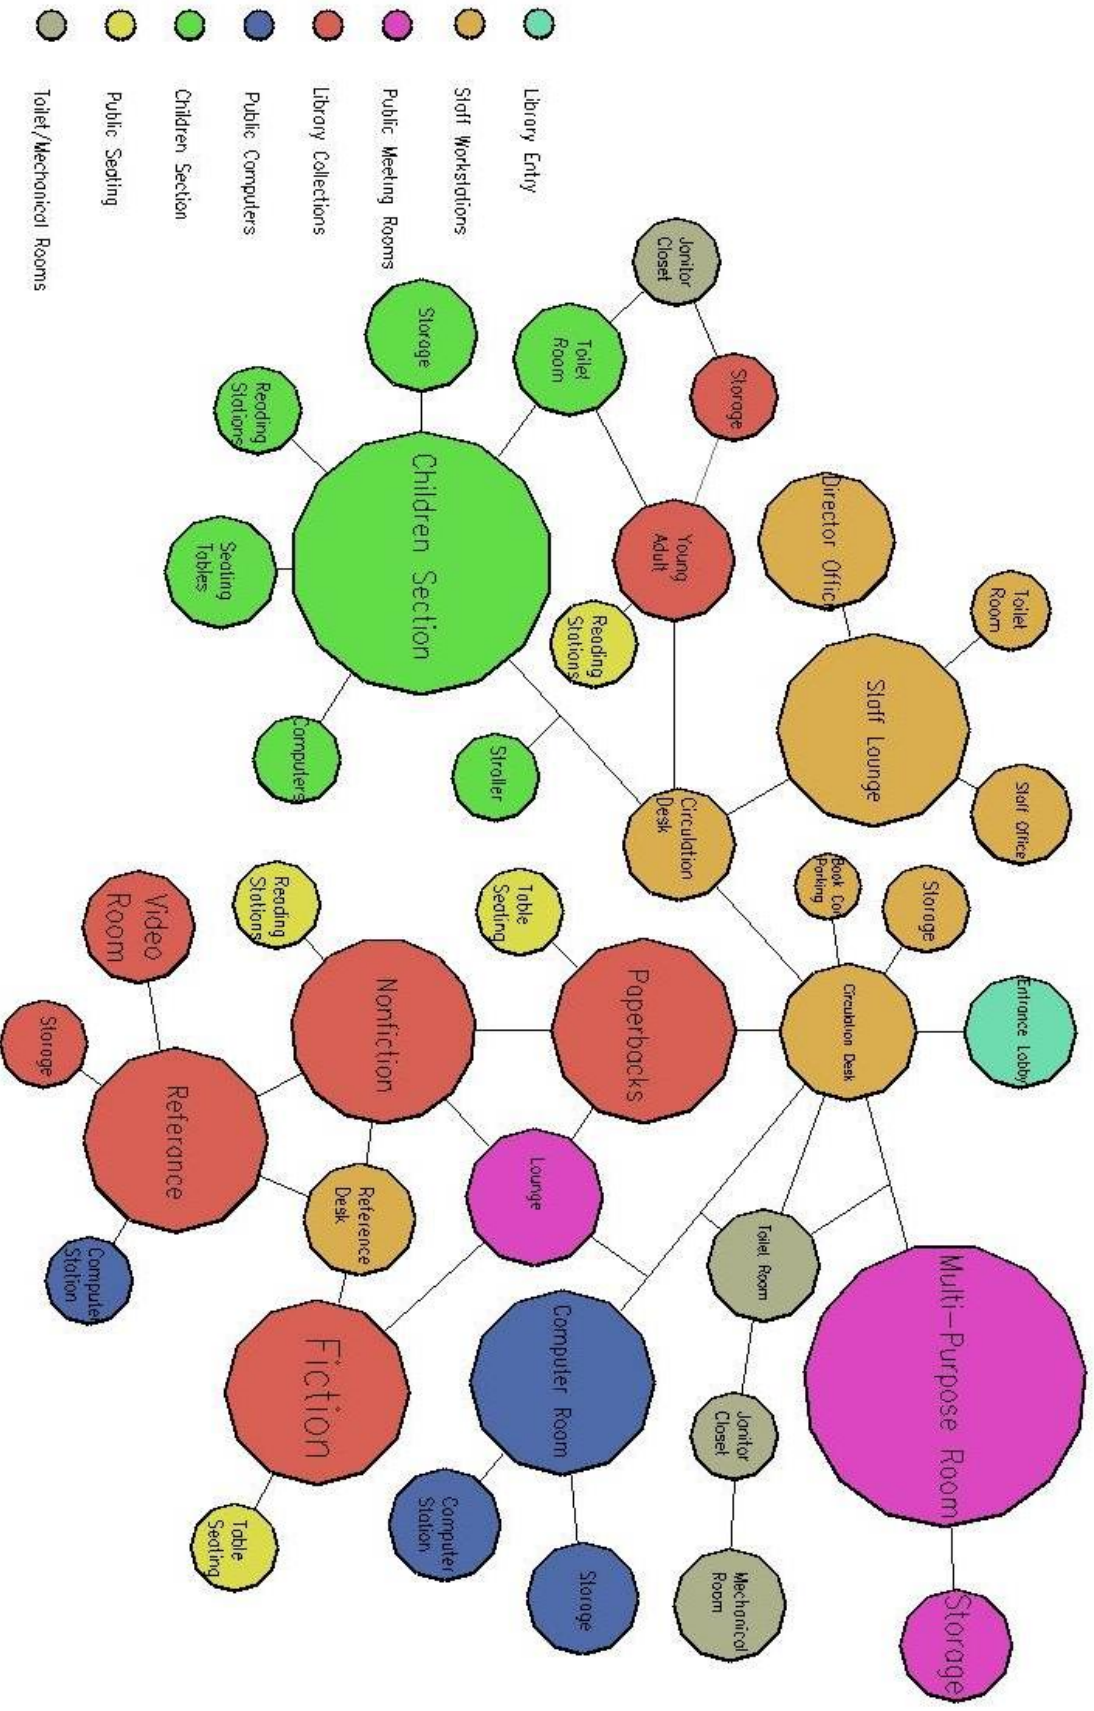 Toilet
Room
Staff Office
Entrance Lobby
Director Office
Staff Lounge
Storage
Multi-Purpose Room
Storage
Book Car
Parking
Circulation Desk
Janitor
Closet
Storage
Young
Adult
Circulation
Desk
Toilet Room
Janitor
Closet
Mechanical
Room
Toilet
Room
Reading
Stations
Paperbacks
Lounge
Computer Room
Storage
Storage
Children Section
Stroller
Table
Seating
Computer
Station
Reading
Stations
Computers
Nonfiction
Reference
Desk
Fiction
Seating
Tables
Reading
Stations
Table
Seating
Video
Room
Referance
Storage
Computer
Station
Library Entry
Staff Workstations
Public Meeting Rooms
Library Collections
Public Computers
Children Section
Public Seating
Toilet/Mechanical Rooms